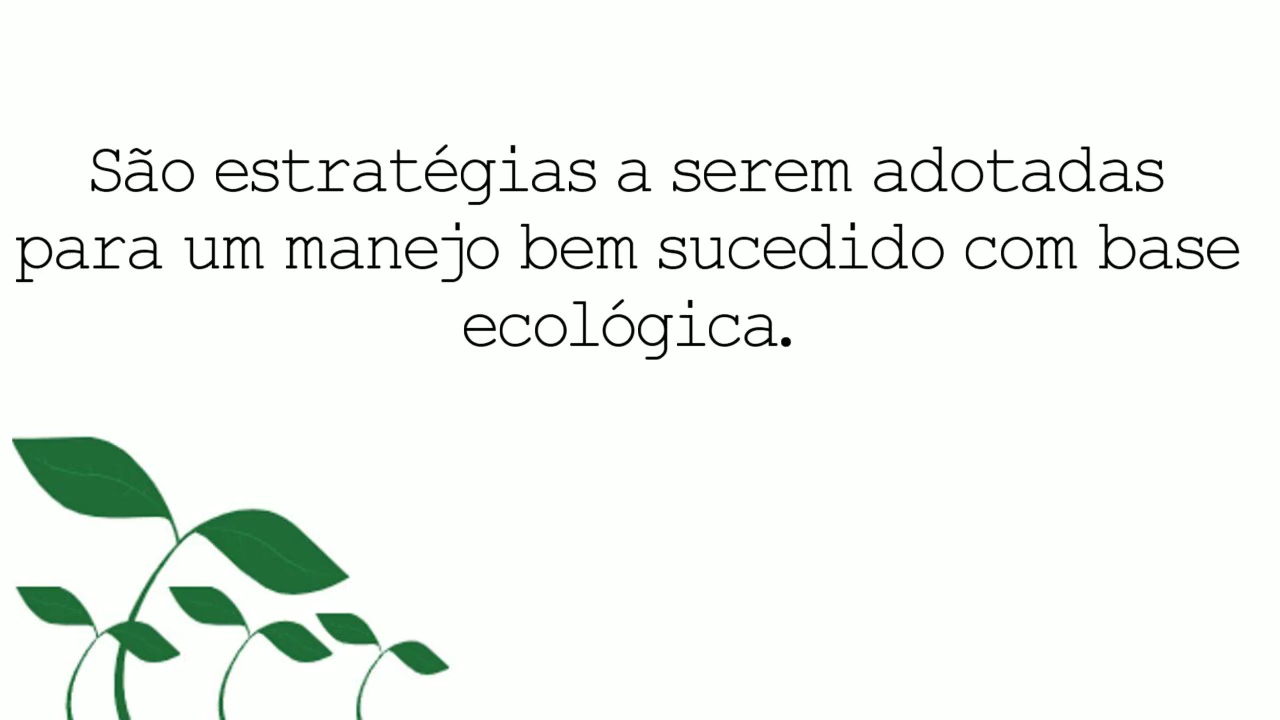 São estratégias a serem adotadas
para um manejo bem sucedido com base
ecológica.